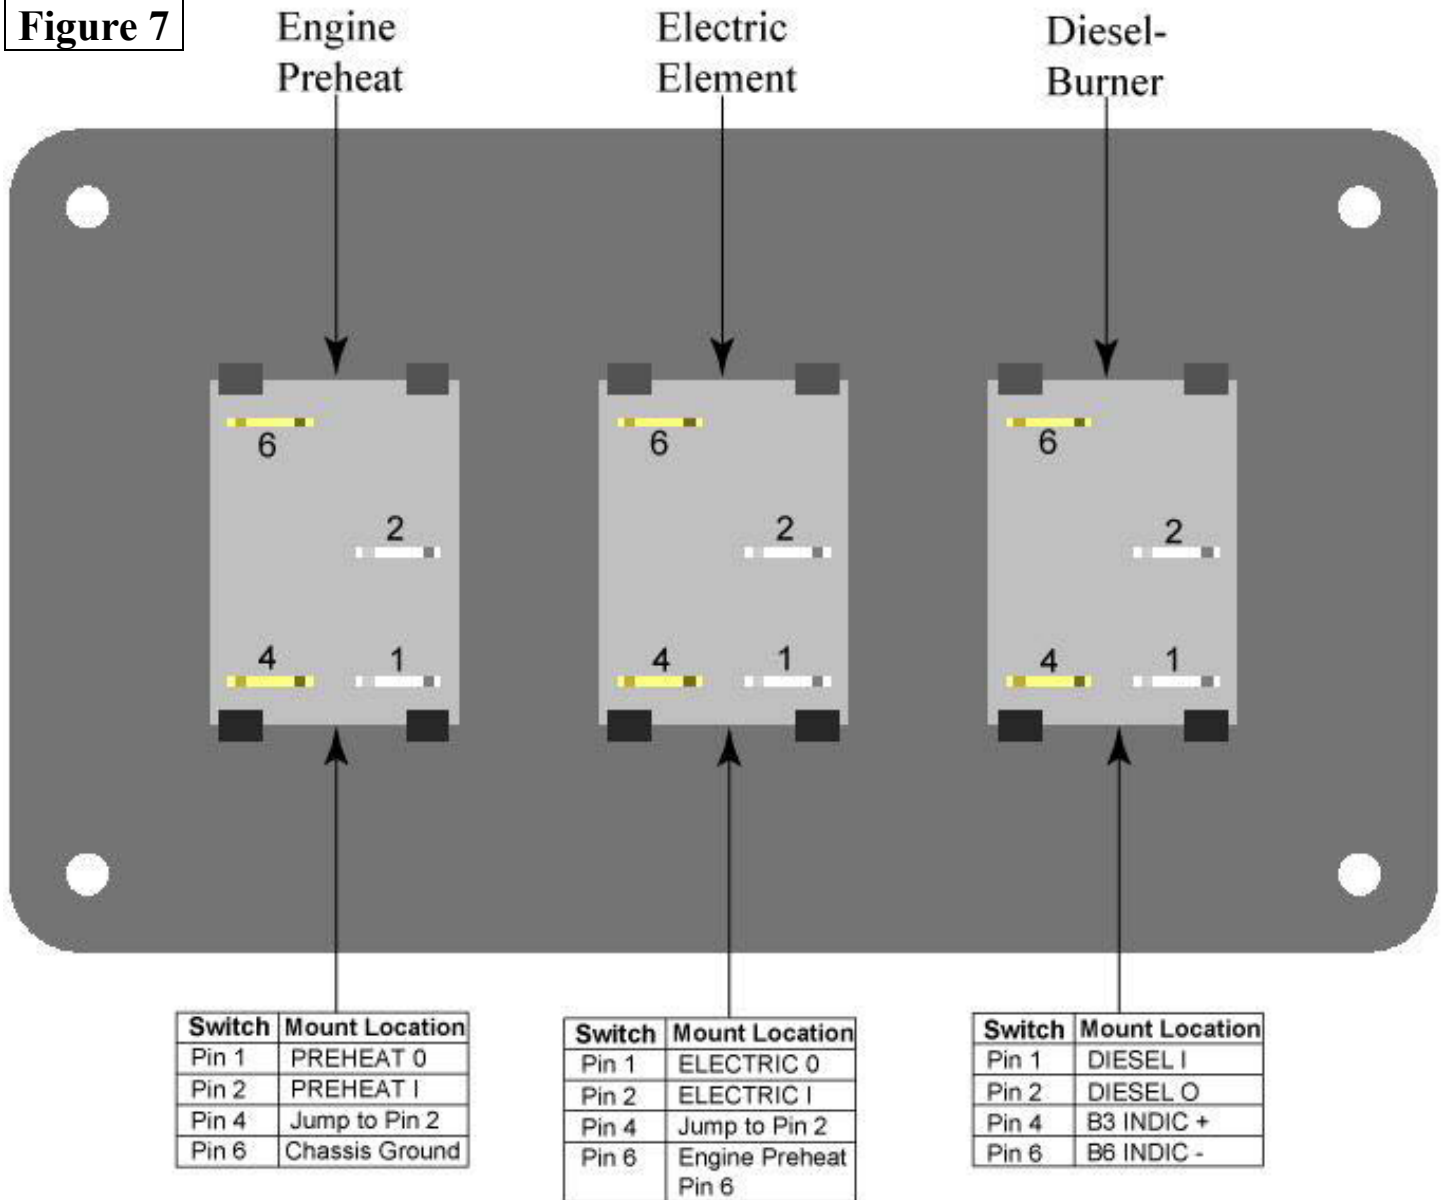 Figure 7
Engine
Preheat
Electric
Element
Diesel-
Burner
6
2
4 1
6
2
4 1
6
2
4 1
Switch Mount Location
Pin 1 PREHEAT 0
Pin 2 PREHEAT I
Pin 4 Jump to Pin 2
Pin 6 Chassis Ground
Switch Mount Location
Pin 1 ELECTRIC 0
Pin 2 ELECTRIC I
Pin 4 Jump to Pin 2
Pin 6 Engine Preheat
Pin 6
Switch Mount Location
Pin 1 DIESEL I
Pin 2 DIESEL O
Pin 4 B3 INDIC +
Pin 6 B6 INDIC -